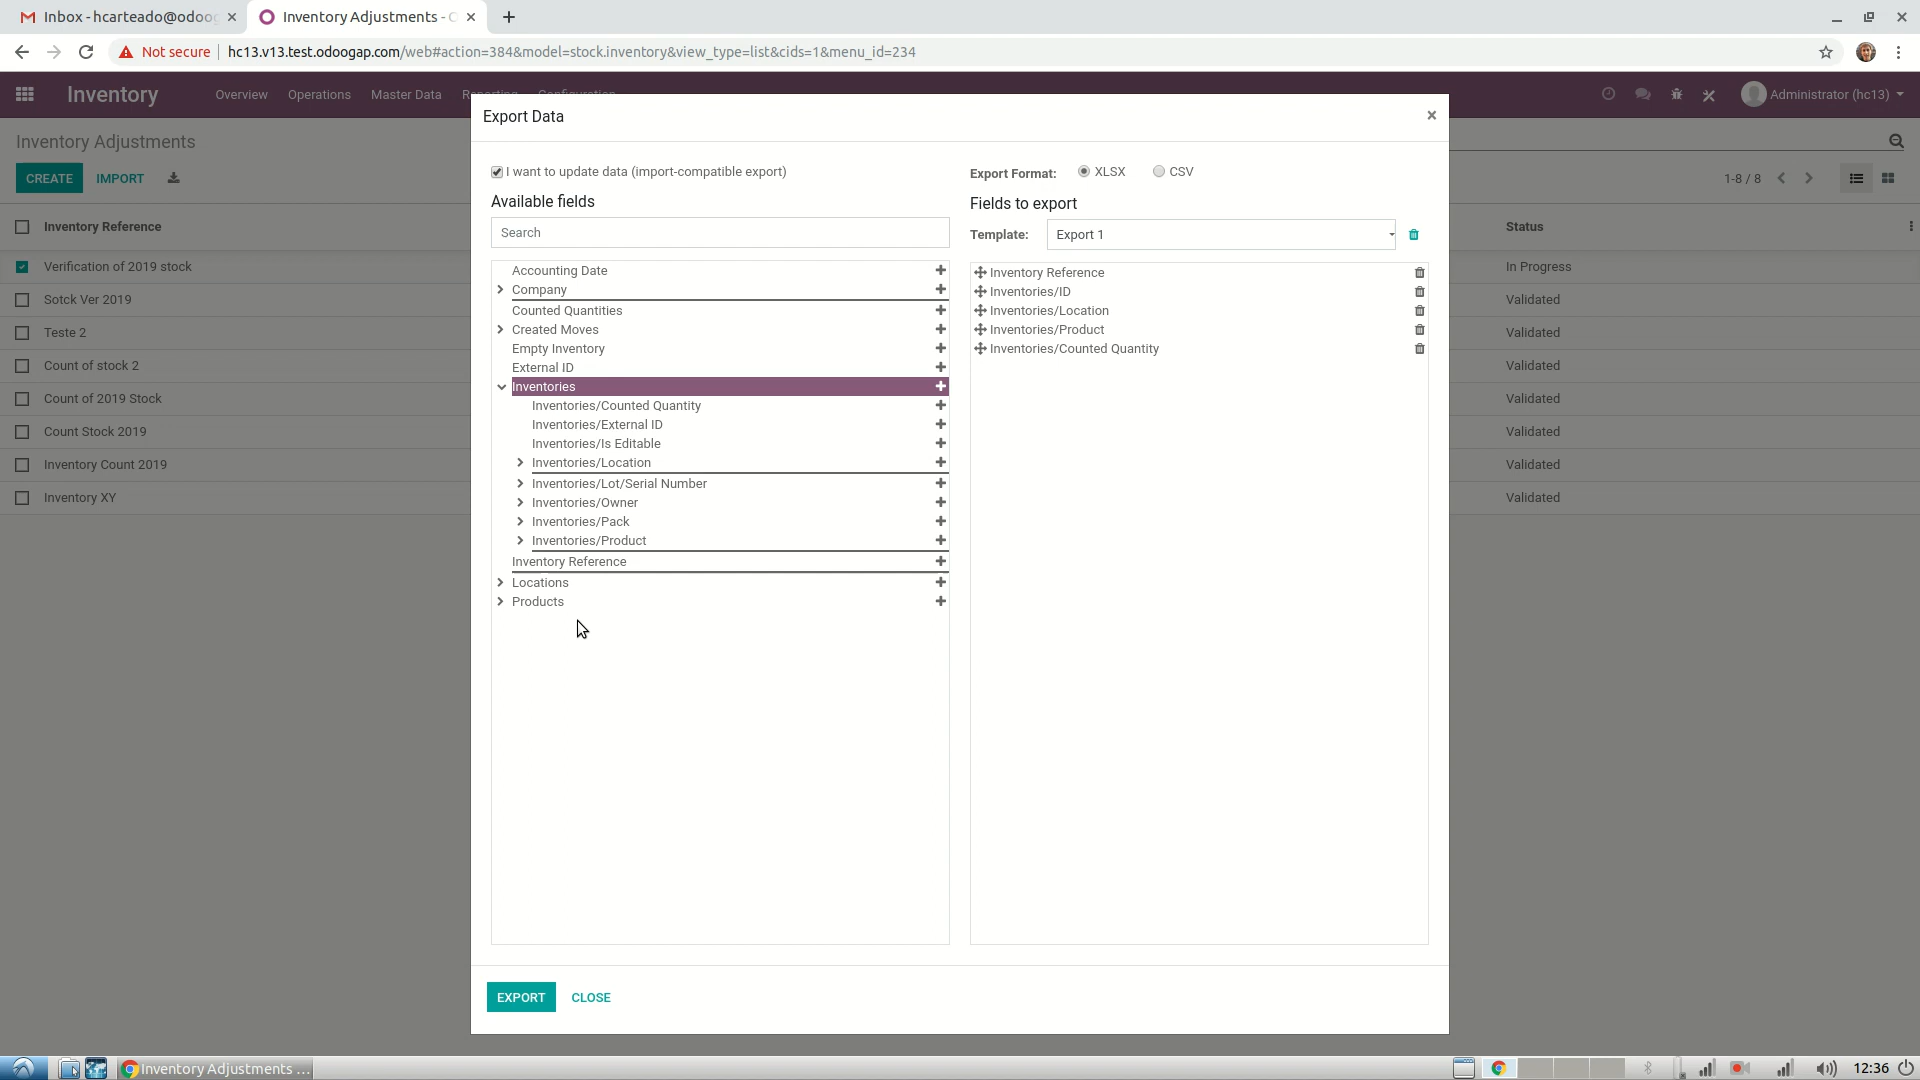 Inbox - hcarteado@odoog
Inventory Adjustments - O
Not secure
hc13.v13.test.odoogap.com/web#action=384&model=stock.inventory&view_type=list&cids=1&menu_id=234
Inventory
Overview
Operations
Master Data
Reporting
Configuration
Administrator (hc13)
Inventory Adjustments
CREATE
IMPORT
1-8 / 8
Inventory Reference
Status
Verification of 2019 stock
In Progress
Sotck Ver 2019
Validated
Teste 2
Validated
Count of stock 2
Validated
Count of 2019 Stock
Validated
Count Stock 2019
Validated
Inventory Count 2019
Validated
Inventory XY
Validated
Export Data
×
I want to update data (import-compatible export)
Available fields
Search
Accounting Date
Company
Counted Quantities
Created Moves
Empty Inventory
External ID
Inventories
Inventories/Counted Quantity
Inventories/External ID
Inventories/Is Editable
Inventories/Location
Inventories/Lot/Serial Number
Inventories/Owner
Inventories/Pack
Inventories/Product
Inventory Reference
Locations
Products
Export Format:
XLSX
CSV
Fields to export
Template:
Export 1
Inventory Reference
Inventories/ID
Inventories/Location
Inventories/Product
Inventories/Counted Quantity
EXPORT
CLOSE
Inventory Adjustments ...
12:36